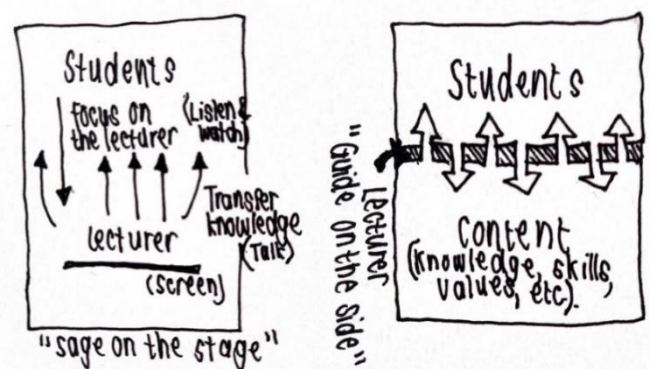 Students
focus on
the lecturer
(Listen &
watch)
Transfer
knowledge
(Talk)
lecturer
(screen)
"sage on the stage"
"Guide on the side"
lecturer
Students
content
(knowledge, skills,
values, etc).